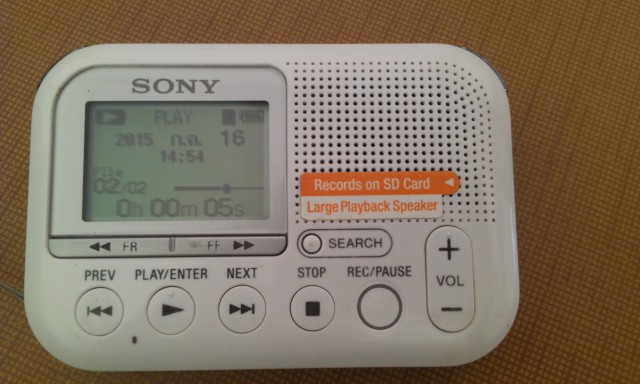 SONY
PLAY
2015 ก.ค. 16
14:54
File
02/02
0h 00m 05s
Records on SD Card
Large Playback Speaker
FR FF
SEARCH
PREV PLAY/ENTER NEXT STOP REC/PAUSE
+
VOL
−